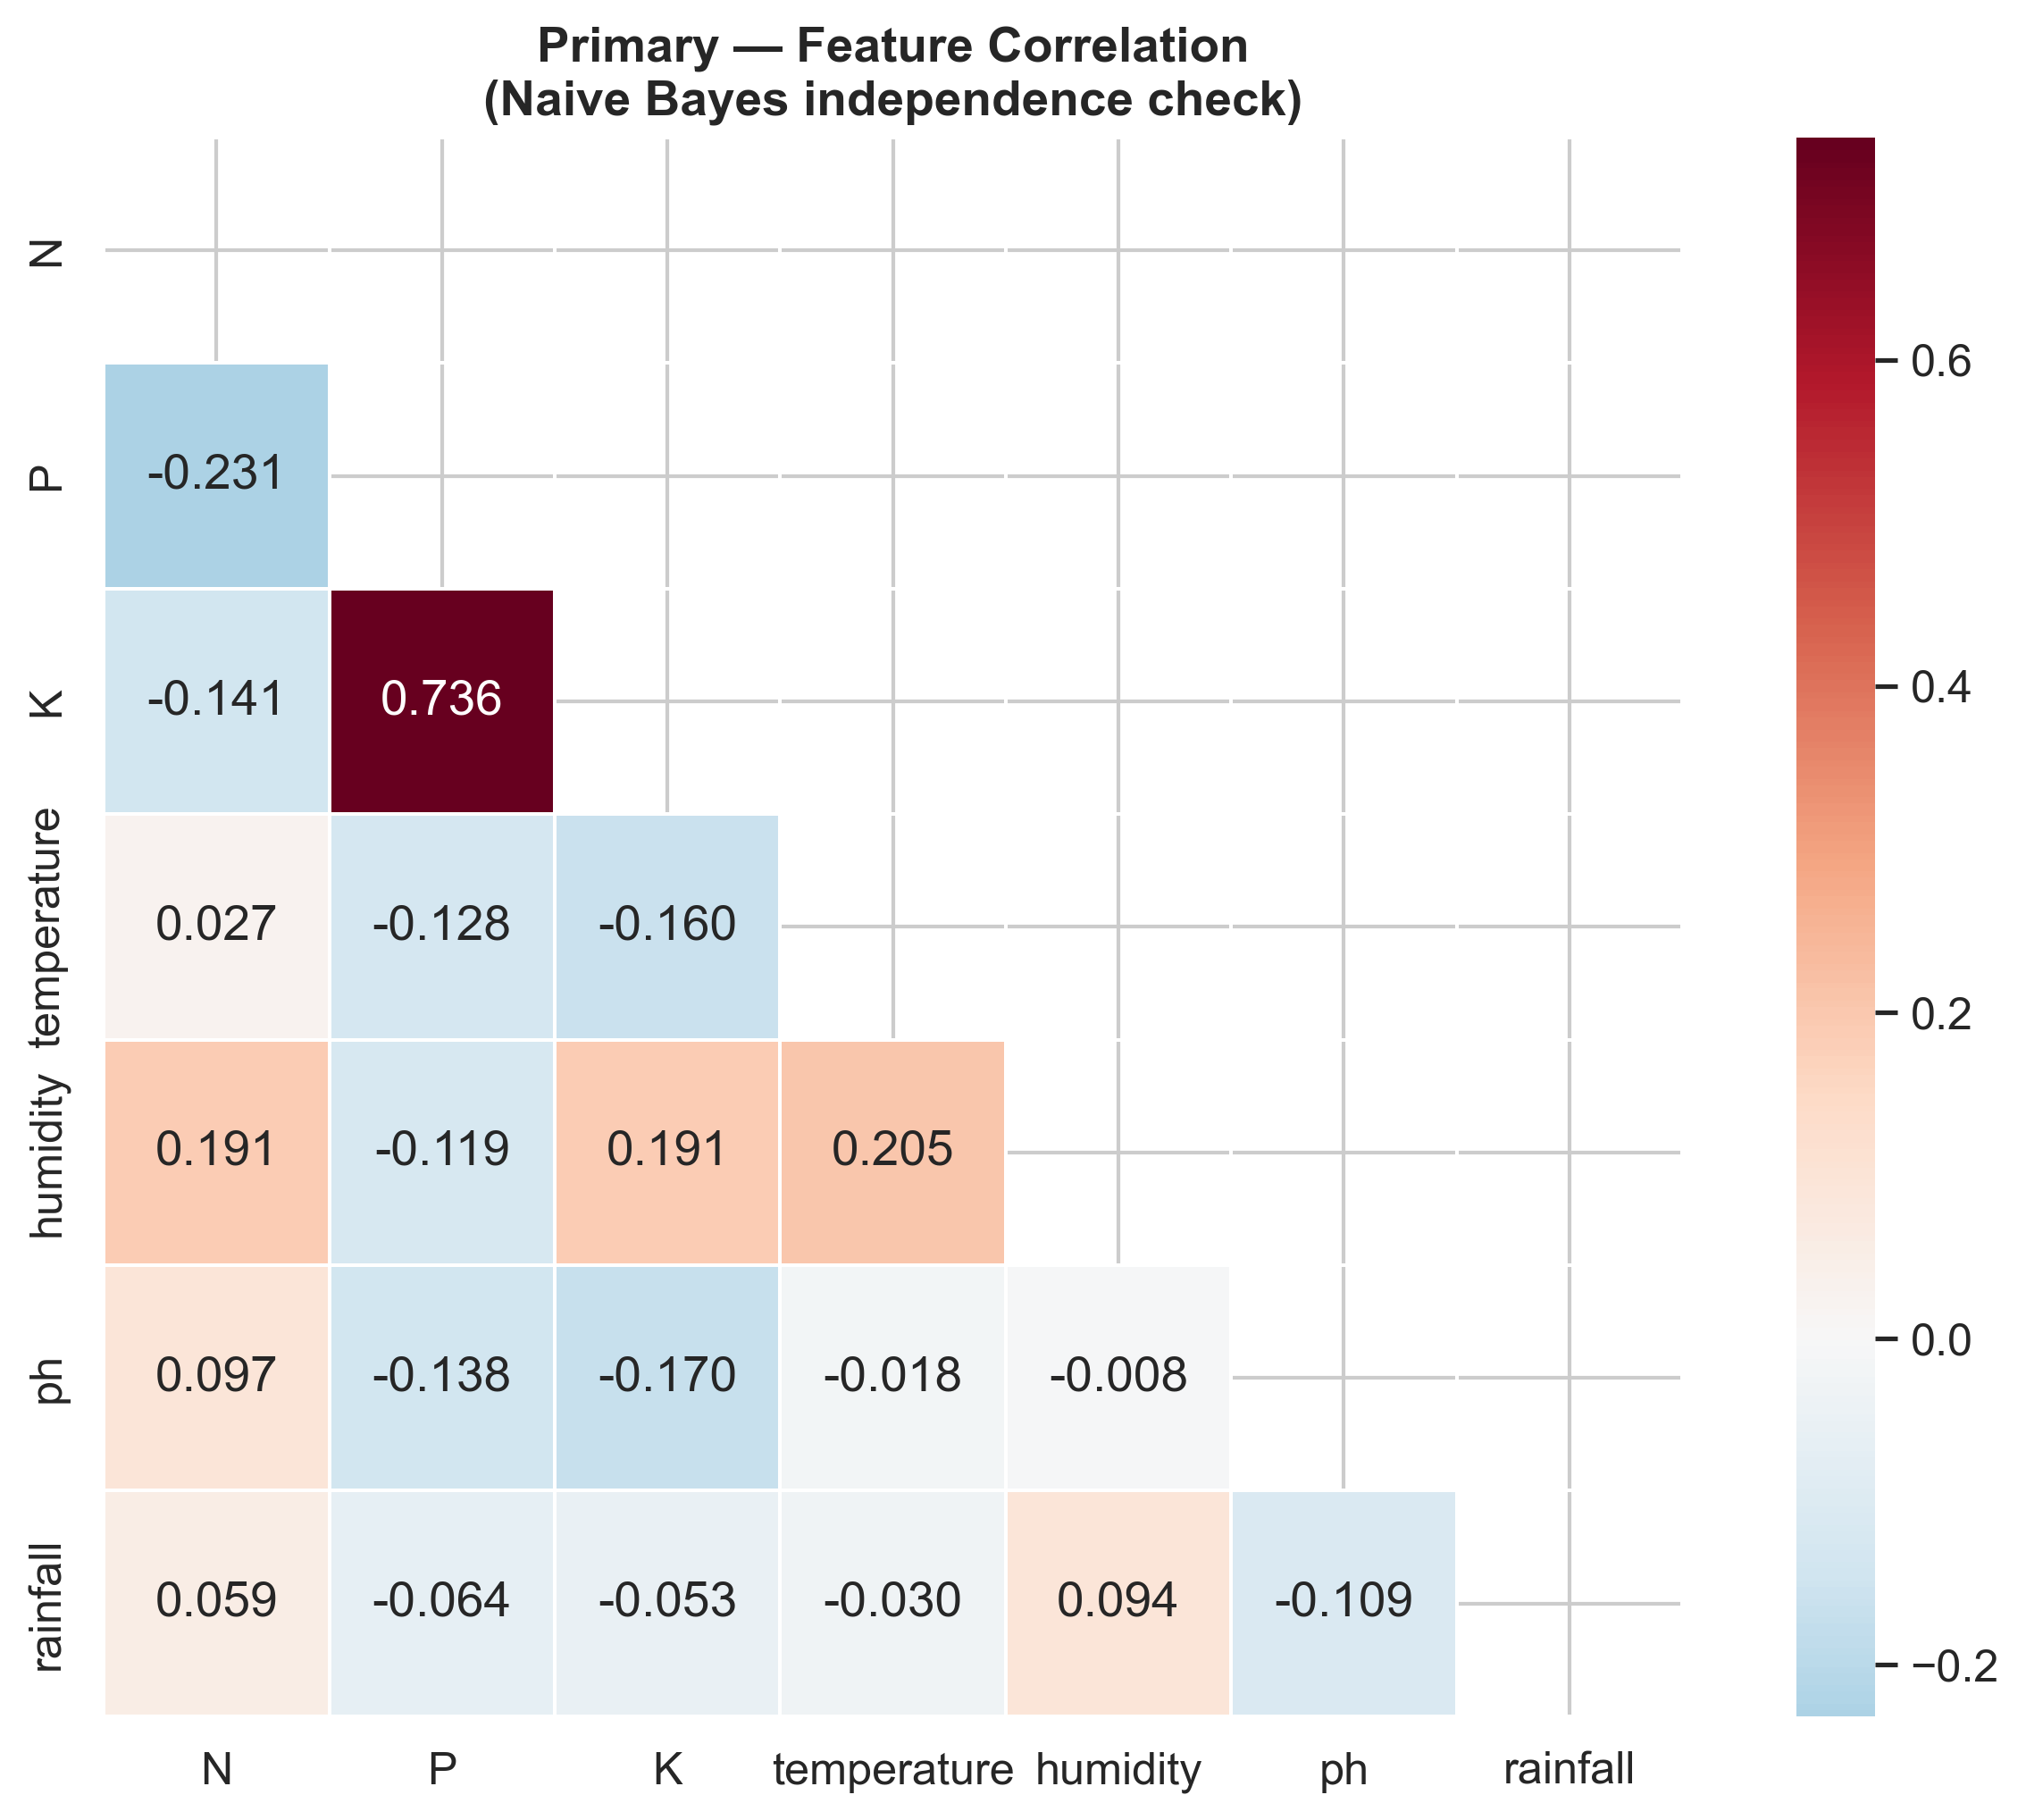 Primary — Feature Correlation
(Naive Bayes independence check)
N
P
-0.231
K
-0.141 0.736
temperature
0.027 -0.128 -0.160
humidity
0.191 -0.119 0.191 0.205
ph
0.097 -0.138 -0.170 -0.018 -0.008
rainfall
0.059 -0.064 -0.053 -0.030 0.094 -0.109
N P K temperature humidity ph rainfall
0.6
0.4
0.2
0.0
−0.2